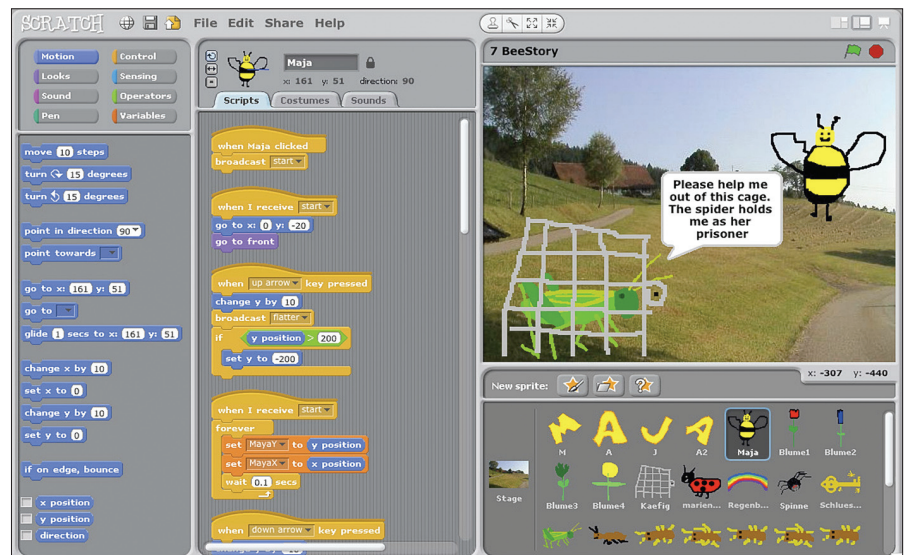 SCRATCH File Edit Share Help
Motion Control
Looks Sensing
Sound Operators
Pen Variables
move 10 steps
turn 15 degrees
turn 15 degrees
point in direction 90
point towards
go to x: 161 y: 51
go to
glide 1 secs to x: 161 y: 51
change x by 10
set x to 0
change y by 10
set y to 0
if on edge, bounce
x position
y position
direction
Maja
x: 161 y: 51 direction: 90
Scripts Costumes Sounds
when Maja clicked
broadcast start
when I receive start
go to x: 0 y: -20
go to front
when up arrow key pressed
change y by 10
broadcast flatter
if y position > 200
set y to -200
when I receive start
forever
set MayaY to y position
set MayaX to x position
wait 0.1 secs
when down arrow key pressed
7 BeeStory
Please help me
out of this cage.
The spider holds
me as her
prisoner
x: -307 y: -440
New sprite:
M A J A
M A J A2 Maja Blume1 Blume2
Stage
Blume3 Blume4 Kaefig marien... Regenb... Spinne Schlues...